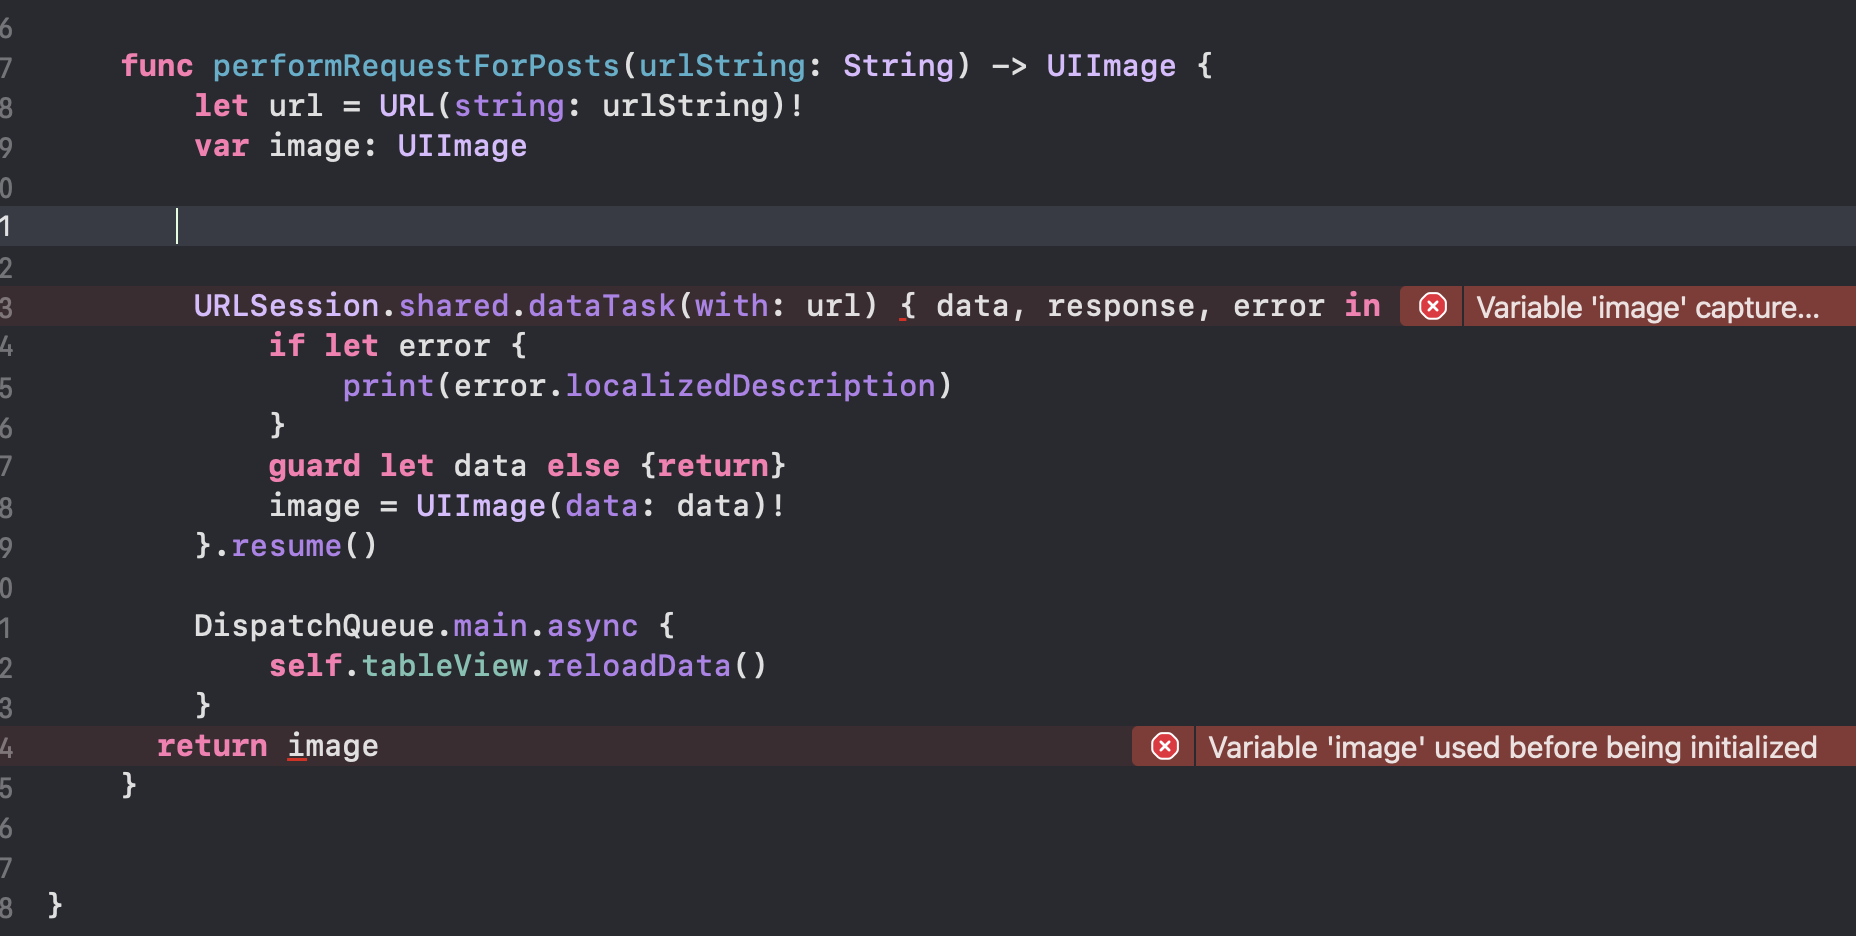 6
7 func performRequestForPosts(urlString: String) -> UIImage {
8 let url = URL(string: urlString)!
9 var image: UIImage
0
1
2
3 URLSession.shared.dataTask(with: url) { data, response, error in Variable 'image' capture...
4 if let error {
5 print(error.localizedDescription)
6 }
7 guard let data else {return}
8 image = UIImage(data: data)!
9 }.resume()
0
1 DispatchQueue.main.async {
2 self.tableView.reloadData()
3 }
4 return image Variable 'image' used before being initialized
5 }
6
7
8 }